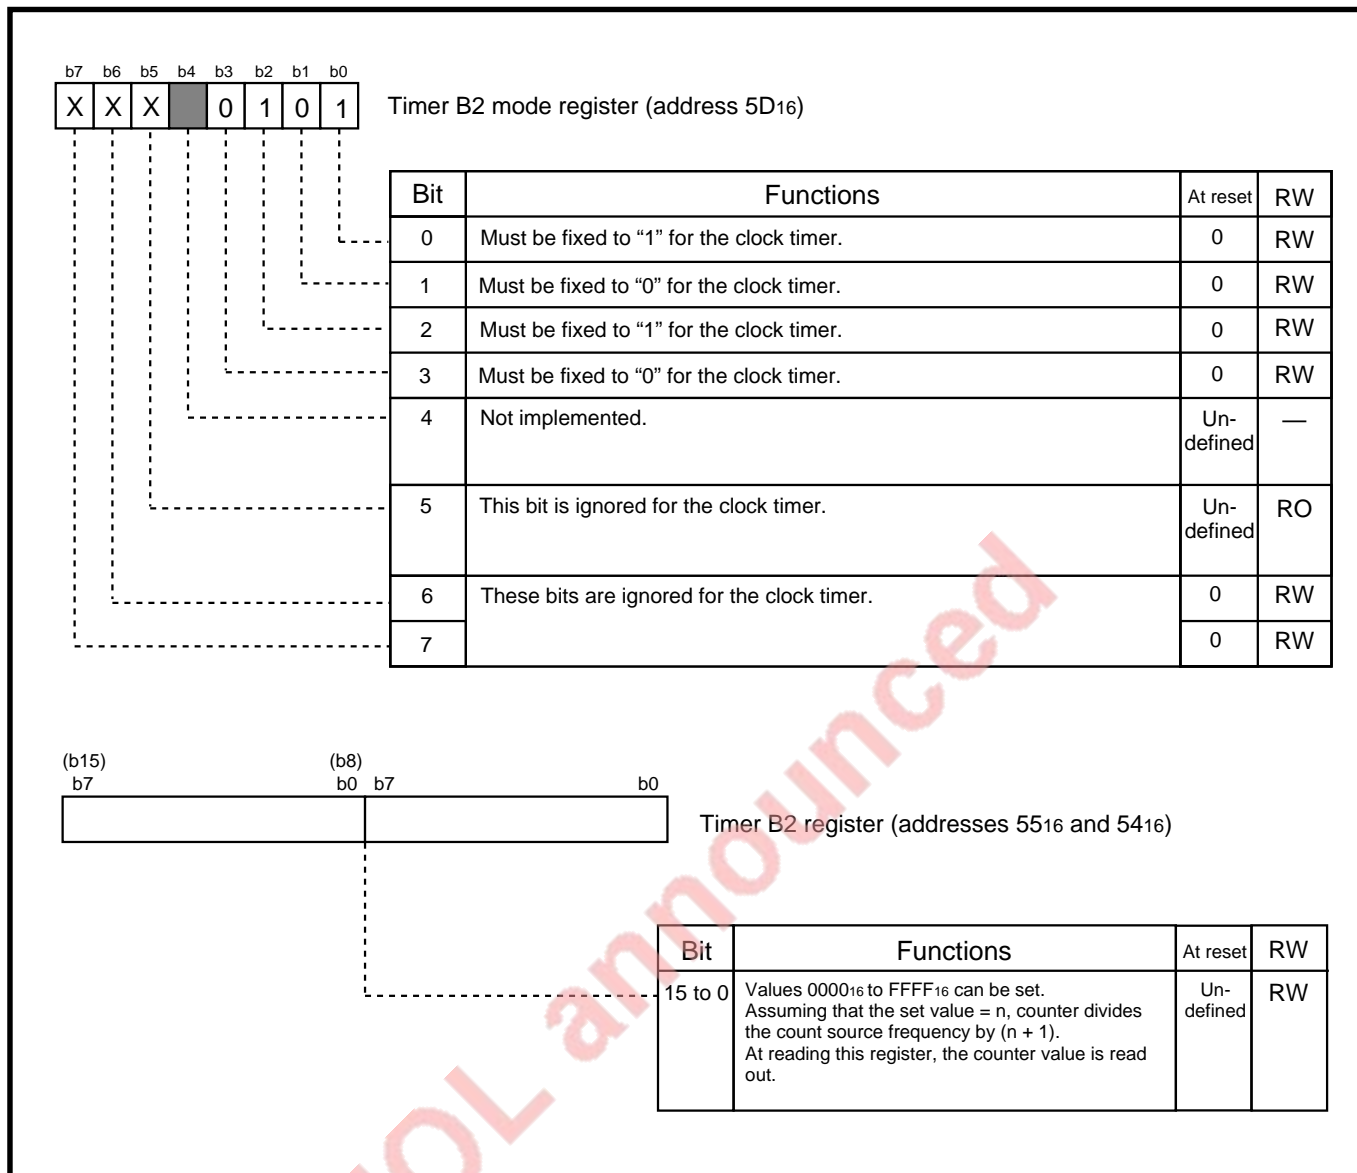 b7 b6 b5 b4 b3 b2 b1 b0
X X X 0 1 0 1
Timer B2 mode register (address 5D16)
Bit Functions At reset RW
0 Must be fixed to “1” for the clock timer. 0 RW
1 Must be fixed to “0” for the clock timer. 0 RW
2 Must be fixed to “1” for the clock timer. 0 RW
3 Must be fixed to “0” for the clock timer. 0 RW
4 Not implemented. Un- —
defined
5 This bit is ignored for the clock timer. Un- RO
defined
6 These bits are ignored for the clock timer. 0 RW
7 0 RW
(b15) (b8)
b7 b0 b7 b0
Timer B2 register (addresses 5516 and 5416)
Bit Functions At reset RW
15 to 0 Values 000016 to FFFF16 can be set. Un- RW
Assuming that the set value = n, counter divides defined
the count source frequency by (n + 1).
At reading this register, the counter value is read
out.
OL announced